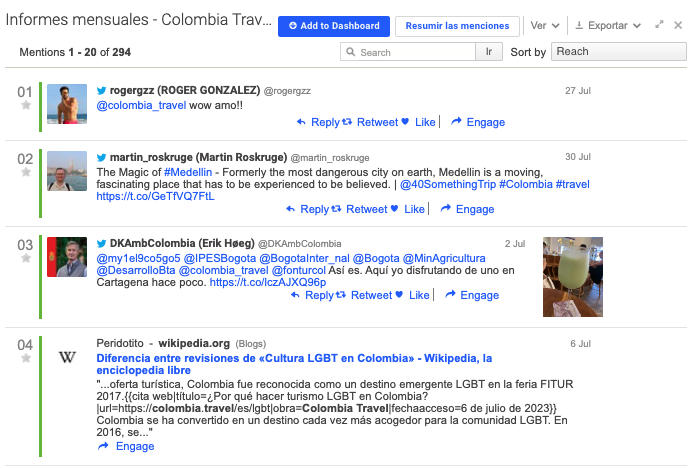 Informes mensuales - Colombia Trav...
Add to Dashboard
Resumir las menciones
Ver
Exportar
Mentions 1 - 20 of 294
Search
Ir
Sort by
Reach
01
rogergzz (ROGER GONZALEZ) @rogergzz
27 Jul
@colombia_travel wow amo!!
Reply Retweet Like Engage
02
martin_roskruge (Martin Roskruge) @martin_roskruge
30 Jul
The Magic of #Medellin - Formerly the most dangerous city on earth, Medellin is a moving,
fascinating place that has to be experienced to be believed. | @40SomethingTrip #Colombia #travel
https://t.co/GeTfVQ7FtL
Reply Retweet Like Engage
03
DKAmbColombia (Erik Høeg) @DKAmbColombia
2 Jul
@my1el9co5go5 @IPESBogota @BogotaInter_nal @Bogota @MinAgricultura
@DesarrolloBta @colombia_travel @fonturcol Así es. Aquí yo disfrutando de uno en
Cartagena hace poco. https://t.co/IczAJXQ96p
Reply Retweet Like Engage
04
W
Peridotito - wikipedia.org (Blogs)
6 Jul
Diferencia entre revisiones de «Cultura LGBT en Colombia» - Wikipedia, la
enciclopedia libre
"...oferta turística, Colombia fue reconocida como un destino emergente LGBT en la feria FITUR
2017.{{cita web|título=¿Por qué hacer turismo LGBT en Colombia?
|url=https://colombia.travel/es/lgbt|obra=Colombia Travel|fechaacceso=6 de julio de 2023}}
Colombia se ha convertido en un destino cada vez más acogedor para la comunidad LGBT. En
2016, se..."
Engage